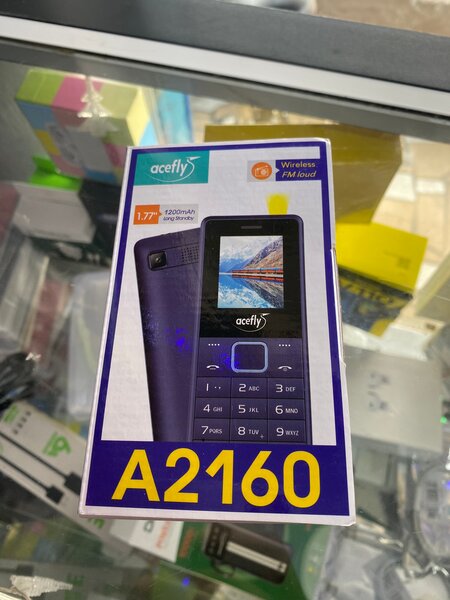 acefly
Wireless
FM loud
1.77"
1200mAh
Long Standby
acefly
1
2 ABC
3 DEF
4 GHI
5 JKL
6 MNO
7 PQRS
8 TUV
9 WXYZ
A2160